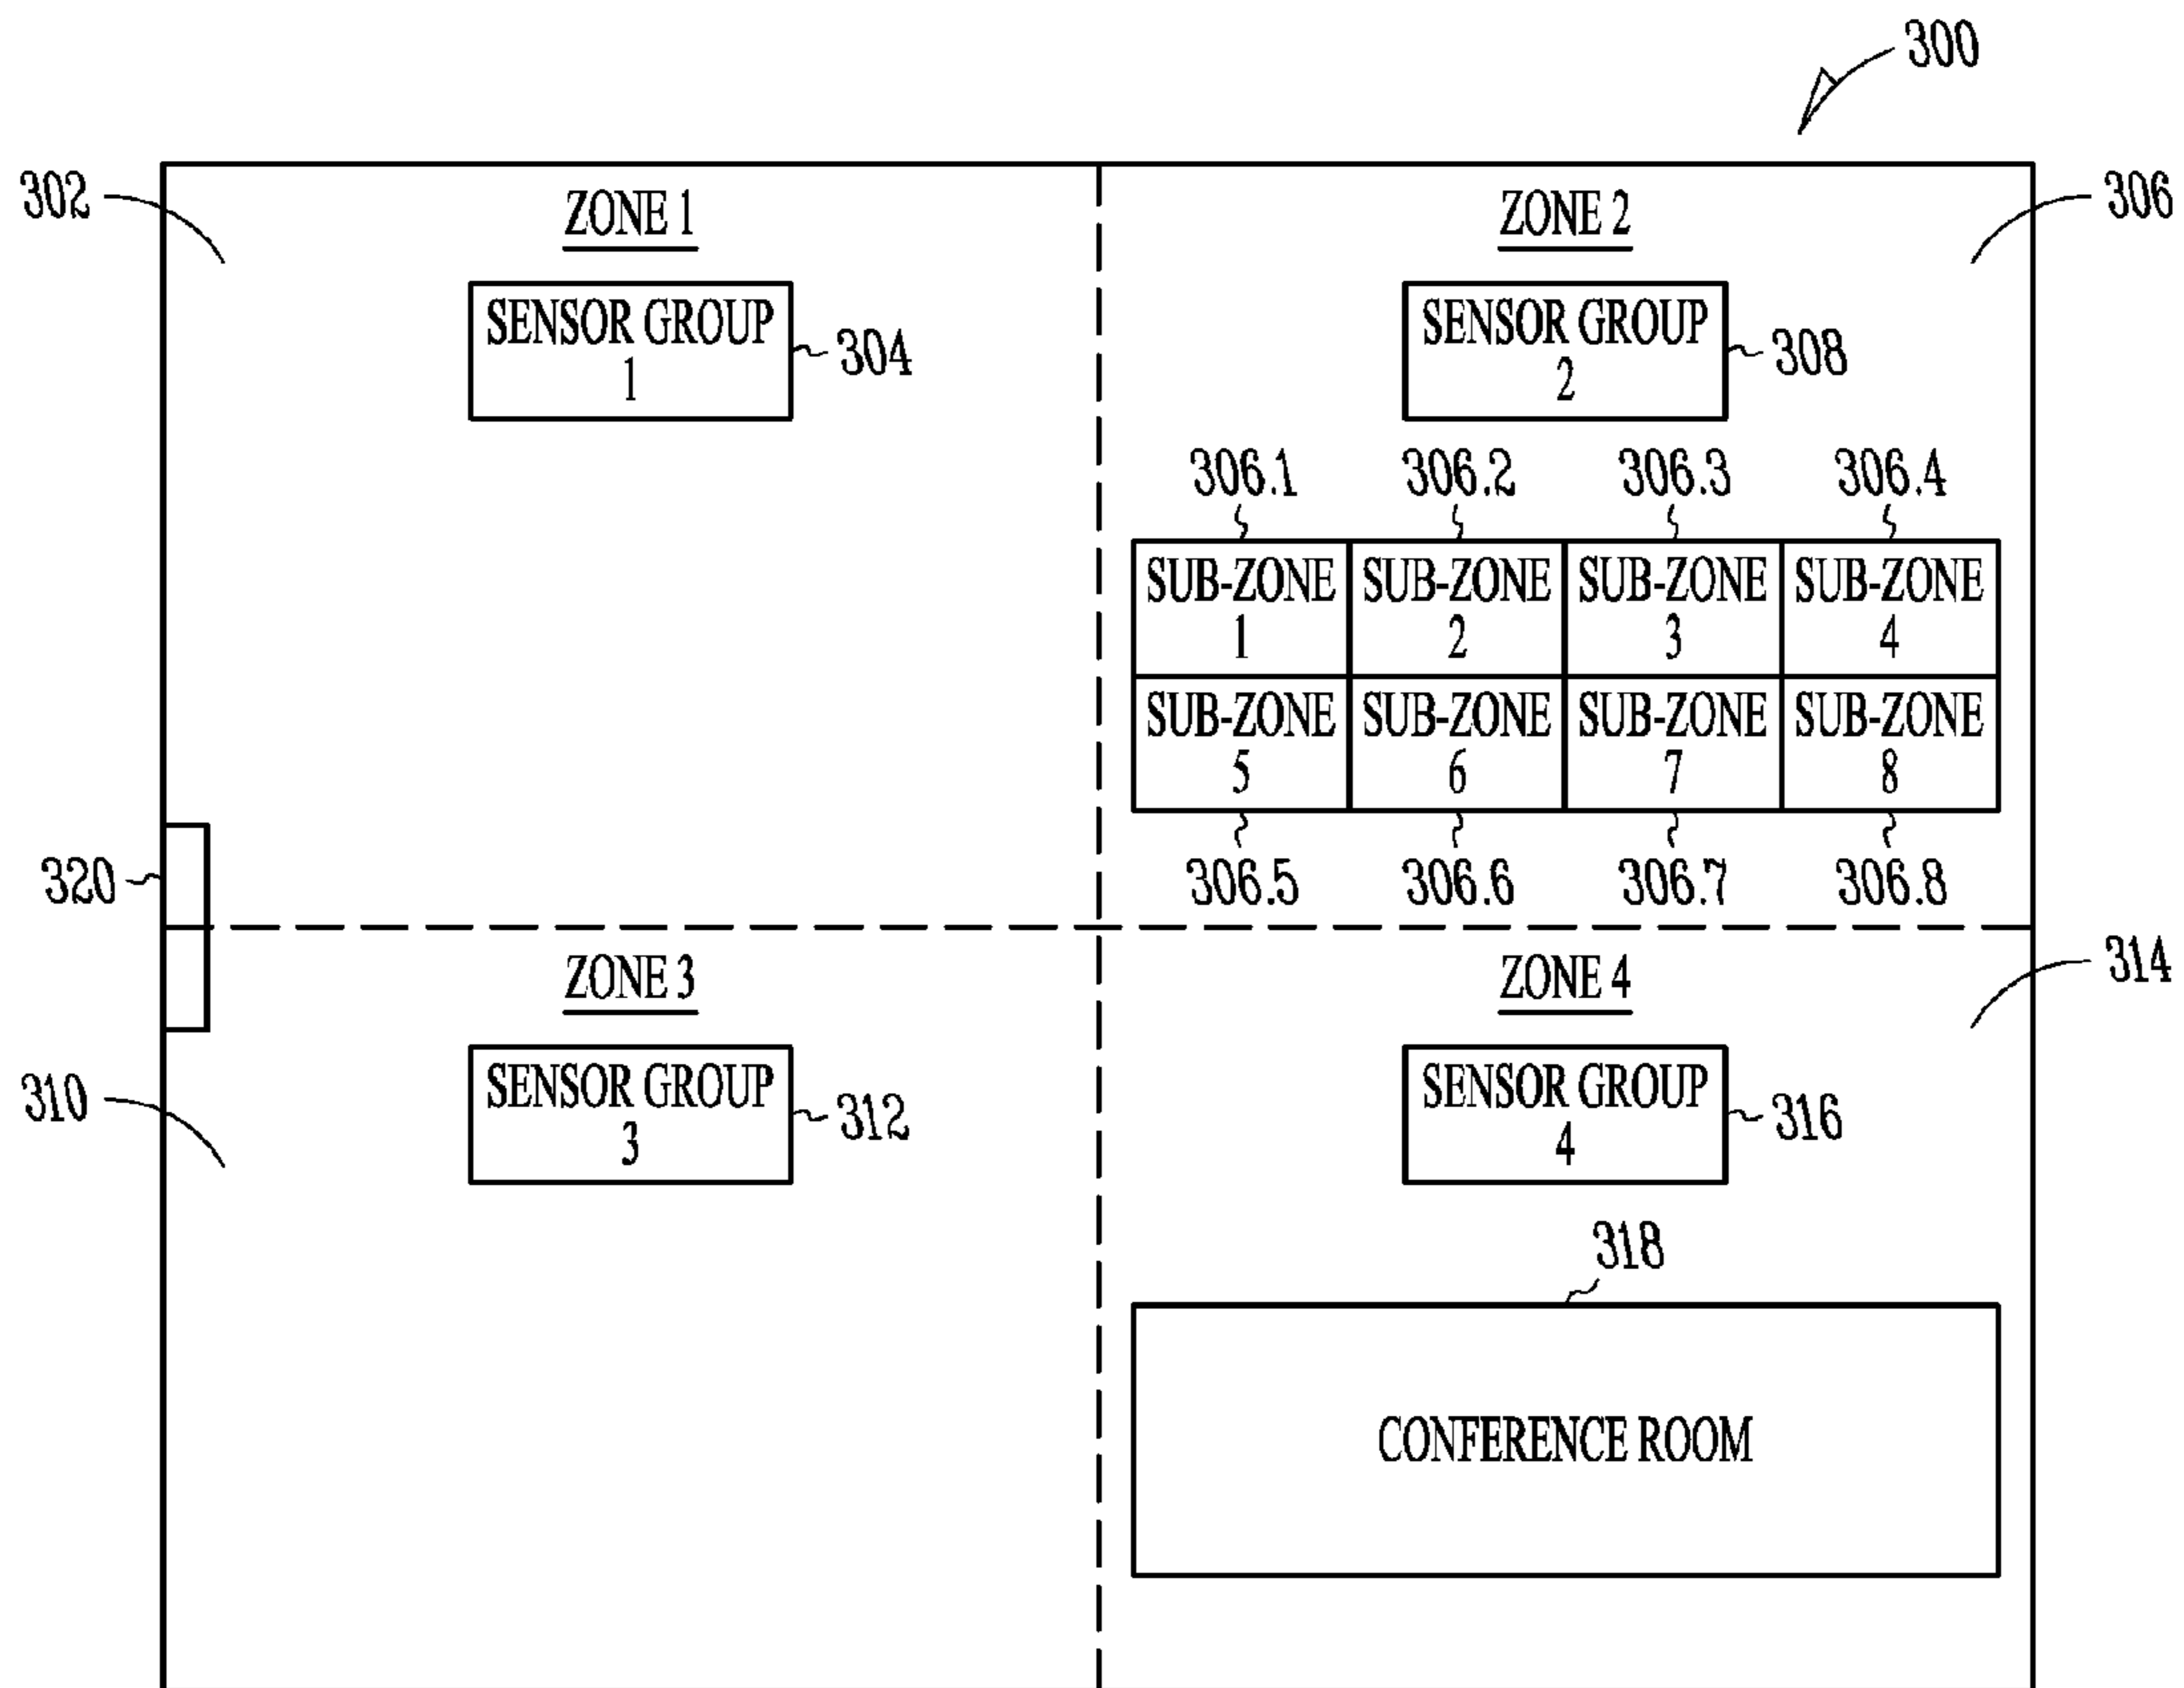 300
302
ZONE 1
ZONE 2
306
SENSOR GROUP
1
304
SENSOR GROUP
2
308
306.1 306.2 306.3 306.4
SUB-ZONE
1
SUB-ZONE
2
SUB-ZONE
3
SUB-ZONE
4
SUB-ZONE
5
SUB-ZONE
6
SUB-ZONE
7
SUB-ZONE
8
306.5 306.6 306.7 306.8
320
ZONE 3
ZONE 4
314
310
SENSOR GROUP
3
312
SENSOR GROUP
4
316
318
CONFERENCE ROOM